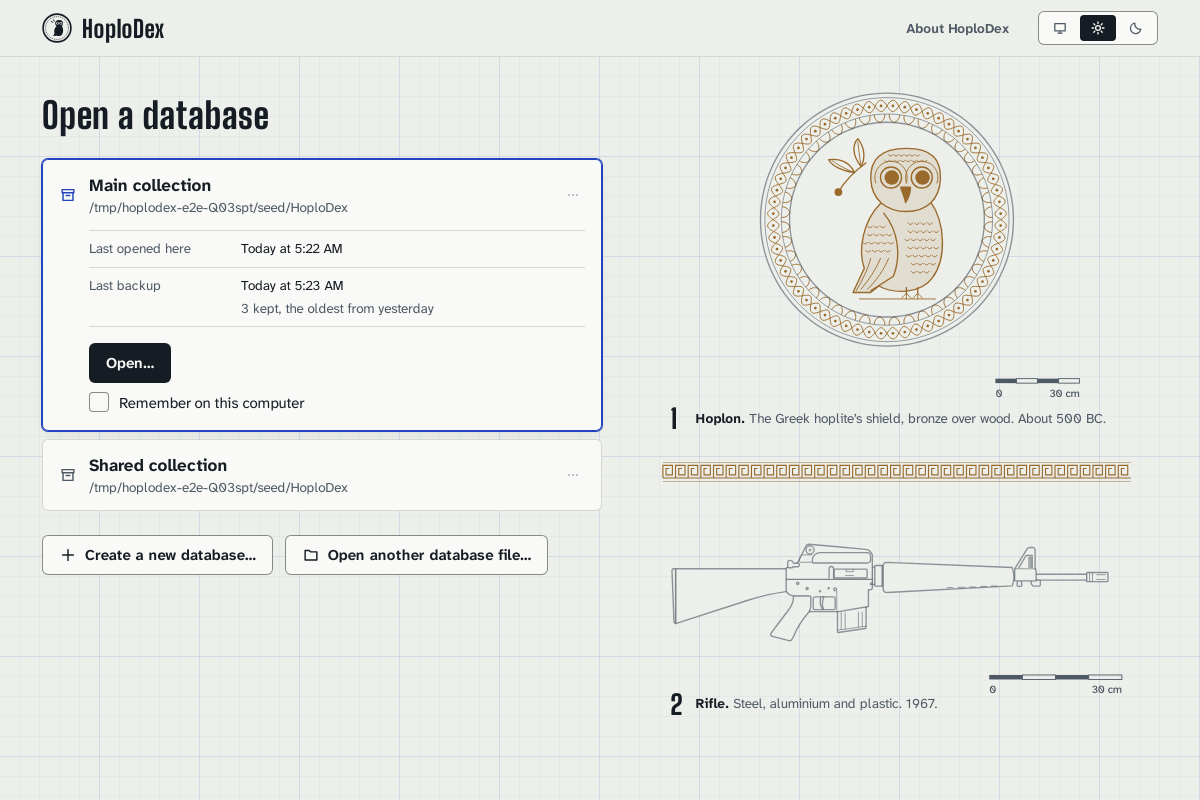 HoploDex
About HoploDex
Open a database
Main collection
/tmp/hoplodex-e2e-Q03spt/seed/HoploDex
Last opened here Today at 5:22 AM
Last backup Today at 5:23 AM
3 kept, the oldest from yesterday
Open...
Remember on this computer
Shared collection
/tmp/hoplodex-e2e-Q03spt/seed/HoploDex
Create a new database...
Open another database file...
0 30 cm
1 Hoplon. The Greek hoplite's shield, bronze over wood. About 500 BC.
0 30 cm
2 Rifle. Steel, aluminium and plastic. 1967.